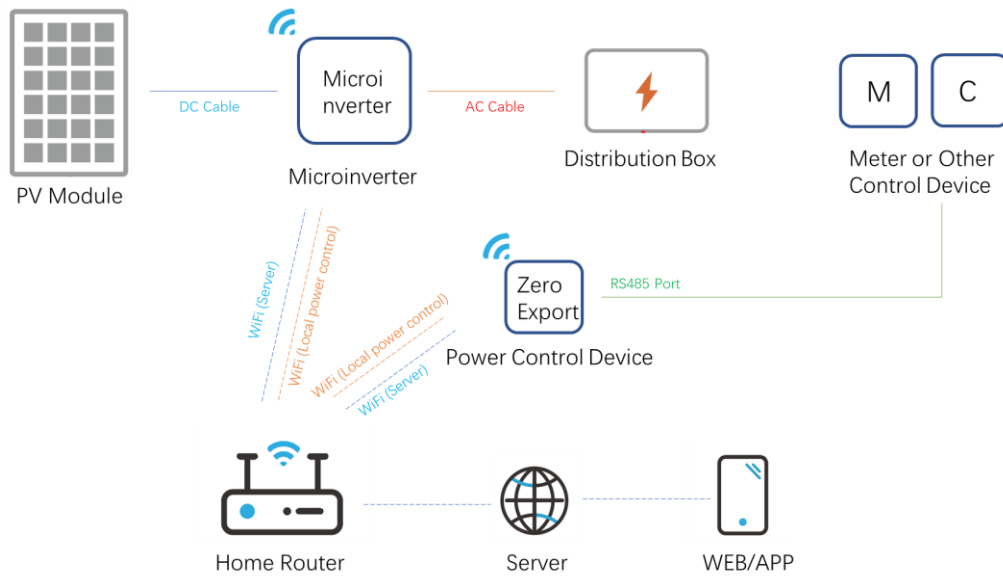 Microi
nverter
M
C
DC Cable
AC Cable
PV Module
Microinverter
Distribution Box
Meter or Other
Control Device
WiFi (Server)
WiFi (Local power control)
Zero
Export
RS485 Port
Power Control Device
WiFi (Local power control)
WiFi (Server)
Home Router
Server
WEB/APP